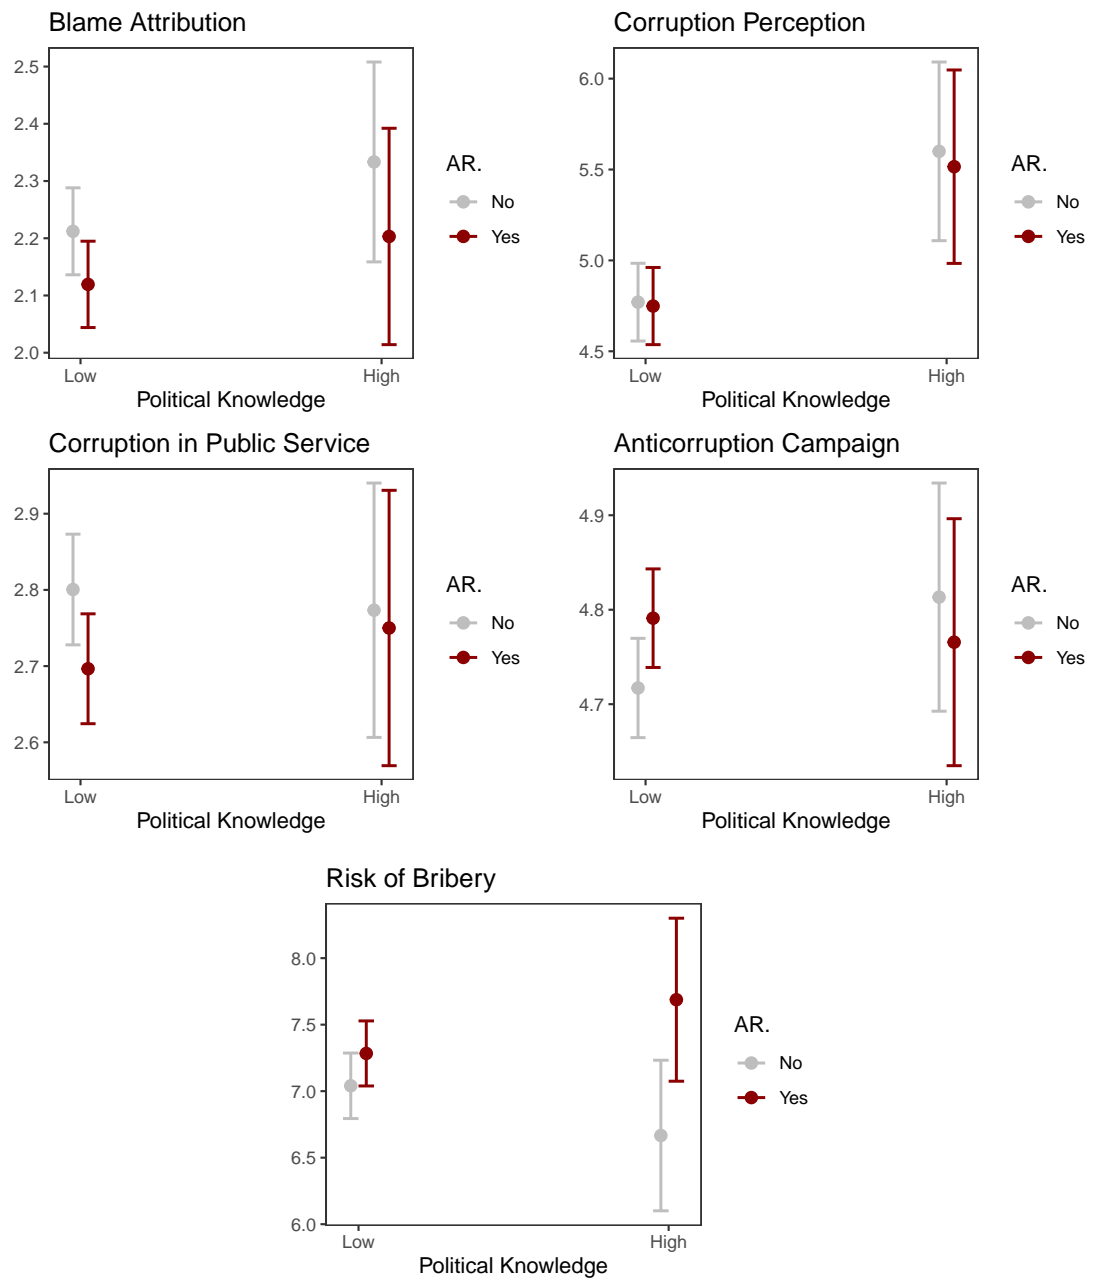 Blame Attribution
2.5
2.4
2.3
2.2
2.1
2.0
Low
High
Political Knowledge
AR.
No
Yes
Corruption Perception
6.0
5.5
5.0
4.5
Low
High
Political Knowledge
AR.
No
Yes
Corruption in Public Service
2.9
2.8
2.7
2.6
Low
High
Political Knowledge
AR.
No
Yes
Anticorruption Campaign
4.9
4.8
4.7
Low
High
Political Knowledge
AR.
No
Yes
Risk of Bribery
8.0
7.5
7.0
6.5
6.0
Low
High
Political Knowledge
AR.
No
Yes